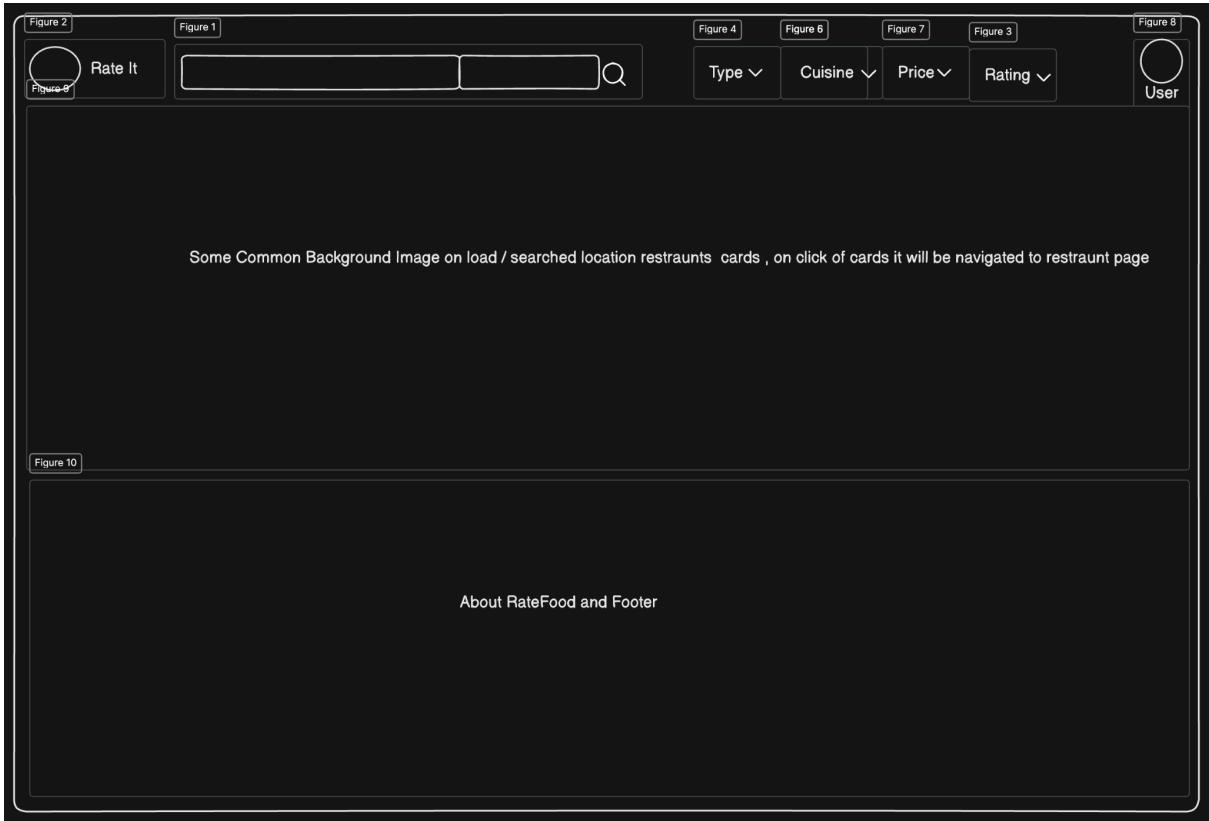 Figure 2
Figure 1
Figure 4
Figure 6
Figure 7
Figure 3
Figure 8
Rate It
Type
Cuisine
Price
Rating
User
Figure 9
Some Common Background Image on load / searched location restraunts cards , on click of cards it will be navigated to restraunt page
Figure 10
About RateFood and Footer